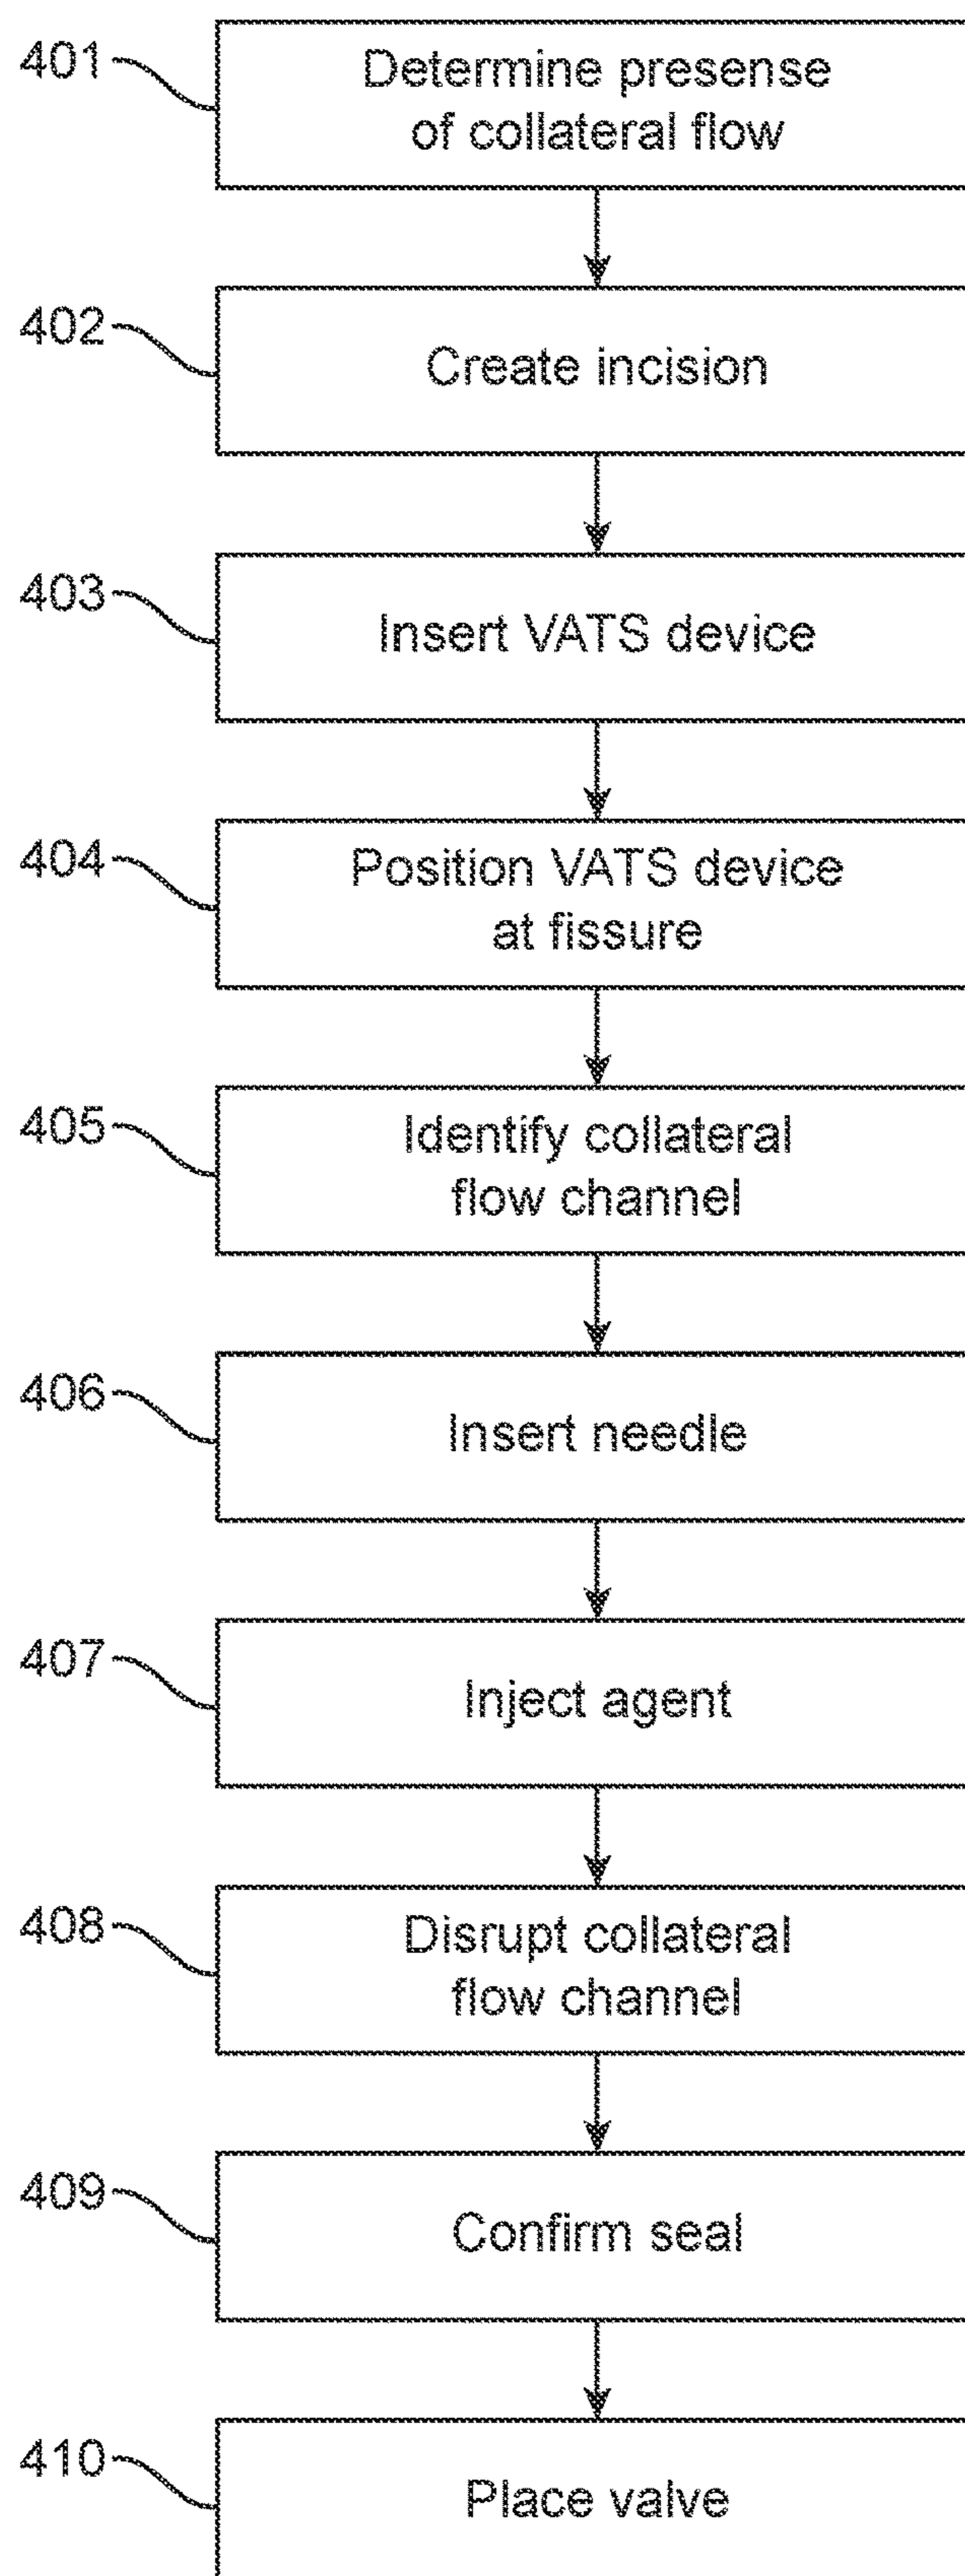 401
Determine presense
of collateral flow
402
Create incision
403
Insert VATS device
404
Position VATS device
at fissure
405
Identify collateral
flow channel
406
Insert needle
407
Inject agent
408
Disrupt collateral
flow channel
409
Confirm seal
410
Place valve